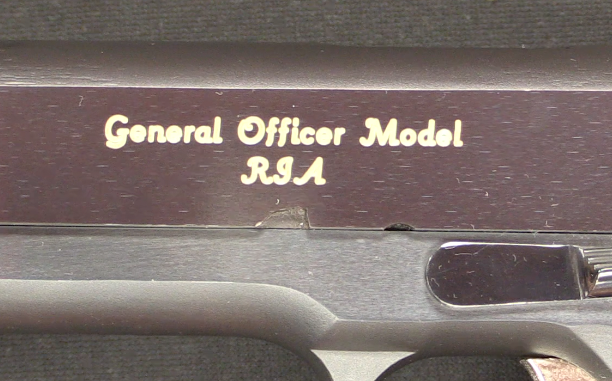 General Officer Model
RIA